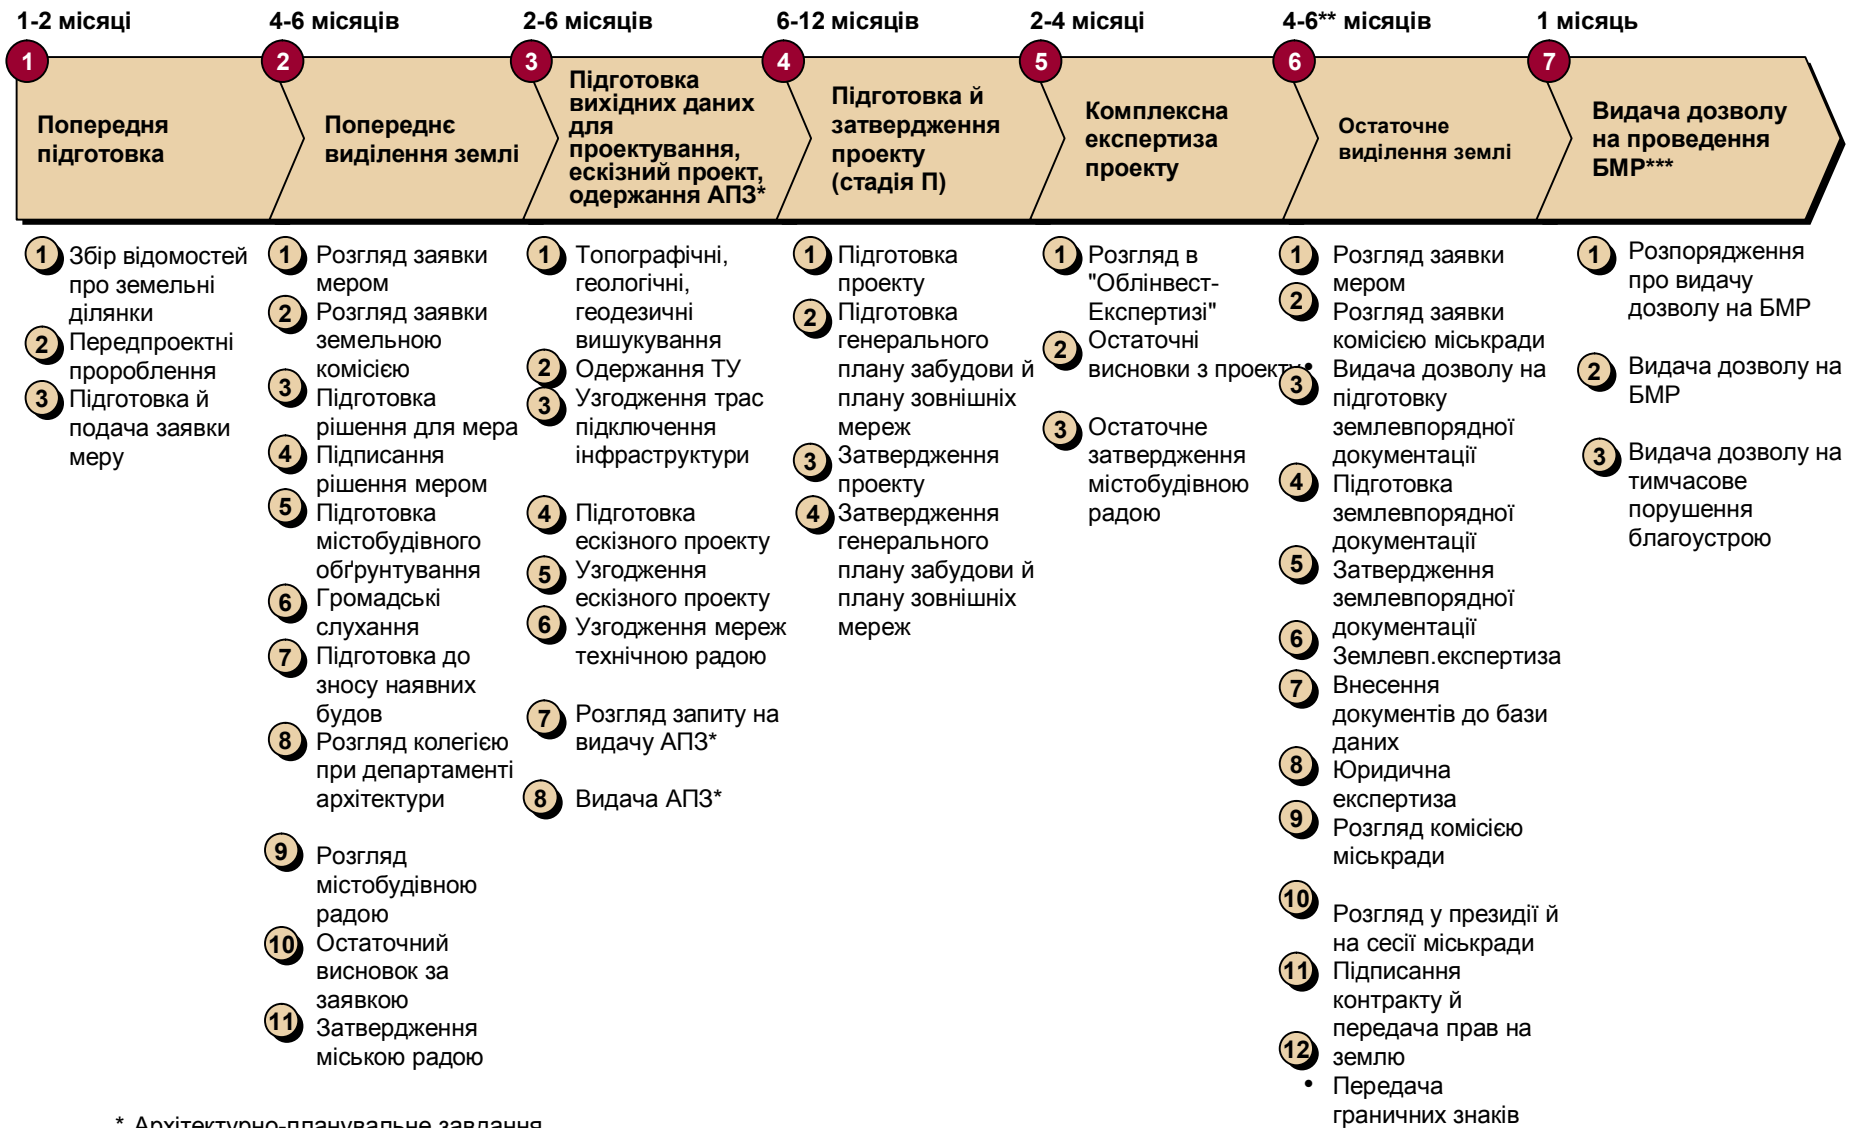 1-2 місяці
4-6 місяців
2-6 місяців
6-12 місяців
2-4 місяці
4-6** місяців
1 місяць
1
Попередня
підготовка
2
Попереднє
виділення землі
3
Підготовка
вихідних даних
для
проектування,
ескізний проект,
одержання АПЗ*
4
Підготовка й
затвердження
проекту
(стадія П)
5
Комплексна
експертиза
проекту
6
Остаточне
виділення землі
7
Видача дозволу
на проведення
БМР***
1 Збір відомостей
про земельні
ділянки
2 Передпроектні
пророблення
3 Підготовка й
подача заявки
меру
1 Розгляд заявки
мером
2 Розгляд заявки
земельною
комісією
3 Підготовка
рішення для мера
4 Підписання
рішення мером
5 Підготовка
містобудівного
обґрунтування
6 Громадські
слухання
7 Підготовка до
зносу наявних
будов
8 Розгляд колегією
при департаменті
архітектури
9 Розгляд
містобудівною
радою
10 Остаточний
висновок за
заявкою
11 Затвердження
міською радою
1 Топографічні,
геологічні,
геодезичні
вишукування
2 Одержання ТУ
3 Узгодження трас
підключення
інфраструктури
4 Підготовка
ескізного проекту
5 Узгодження
ескізного проекту
6 Узгодження мереж
технічною радою
7 Розгляд запиту на
видачу АПЗ*
8 Видача АПЗ*
1 Підготовка
проекту
2 Підготовка
генерального
плану забудови й
плану зовнішніх
мереж
3 Затвердження
проекту
4 Затвердження
генерального
плану забудови й
плану зовнішніх
мереж
1 Розгляд в
"Облінвест-
Експертизі"
2 Остаточні
висновки з проекту
3 Остаточне
затвердження
містобудівною
радою
1 Розгляд заявки
мером
2 Розгляд заявки
комісією міськради
• 3 Видача дозволу на
підготовку
землевпорядної
документації
4 Підготовка
землевпорядної
документації
5 Затвердження
землевпорядної
документації
6 Землевп.експертиза
7 Внесення
документів до бази
даних
8 Юридична
експертиза
9 Розгляд комісією
міськради
10 Розгляд у президії й
на сесії міськради
11 Підписання
контракту й
передача прав на
12 землю
• Передача
граничних знаків
1 Розпорядження
про видачу
дозволу на БМР
2 Видача дозволу на
БМР
3 Видача дозволу на
тимчасове
порушення
благоустрою
* Архітектурно-планувальне завдання